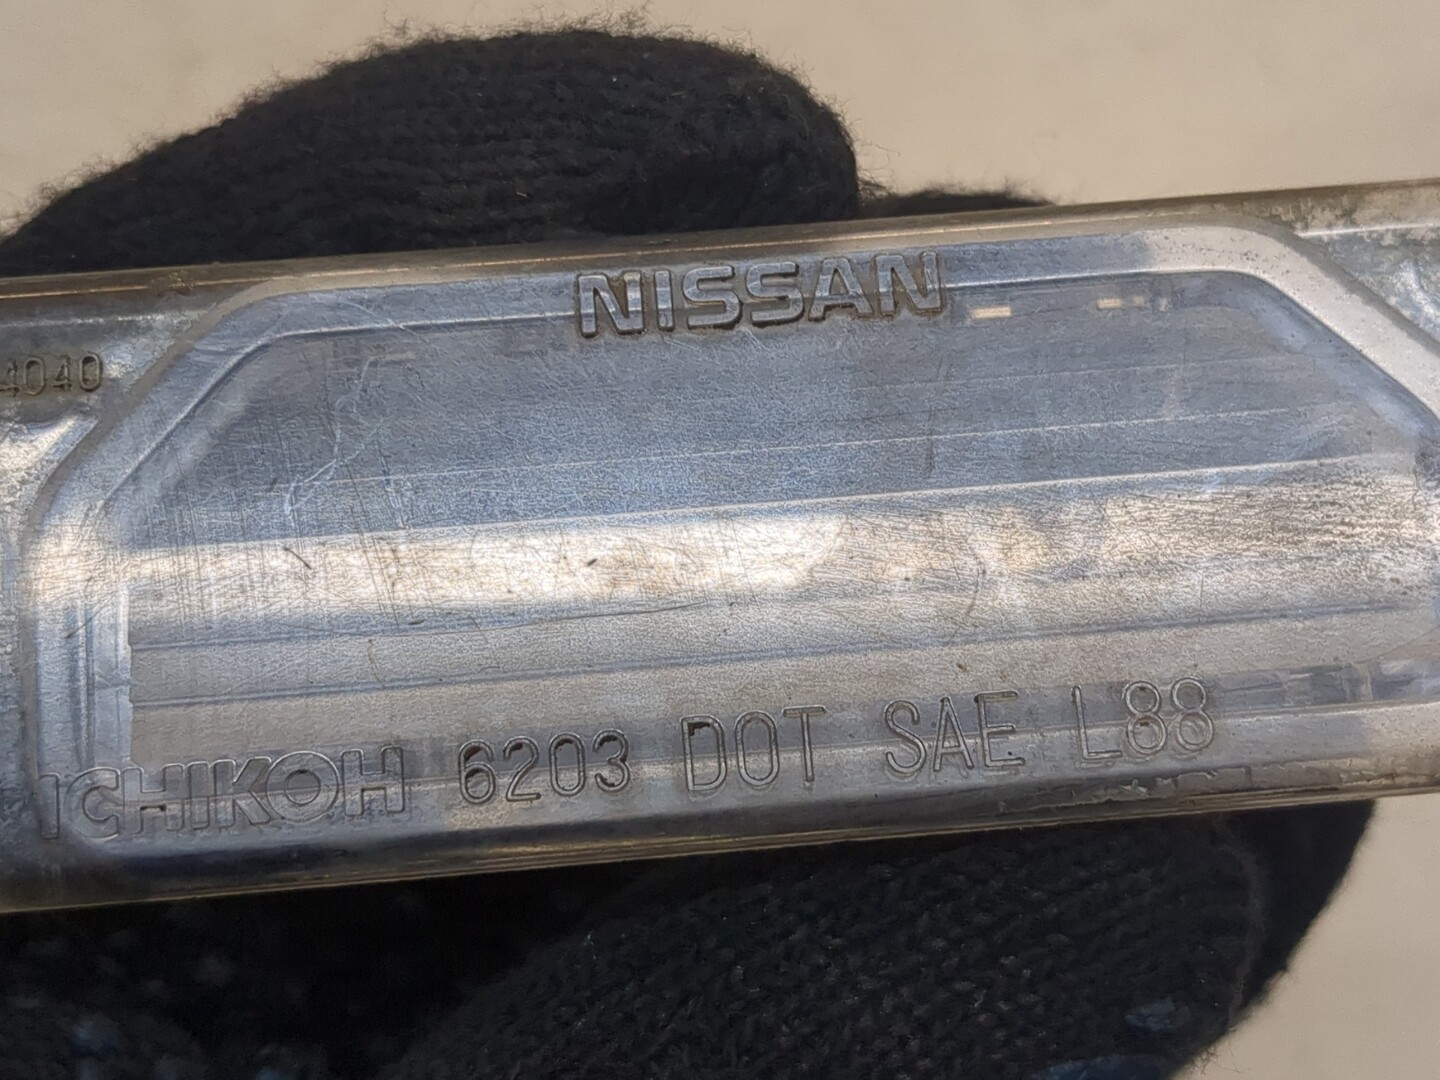 NISSAN
4040
ICHIKOH 6203 DOT SAE L88